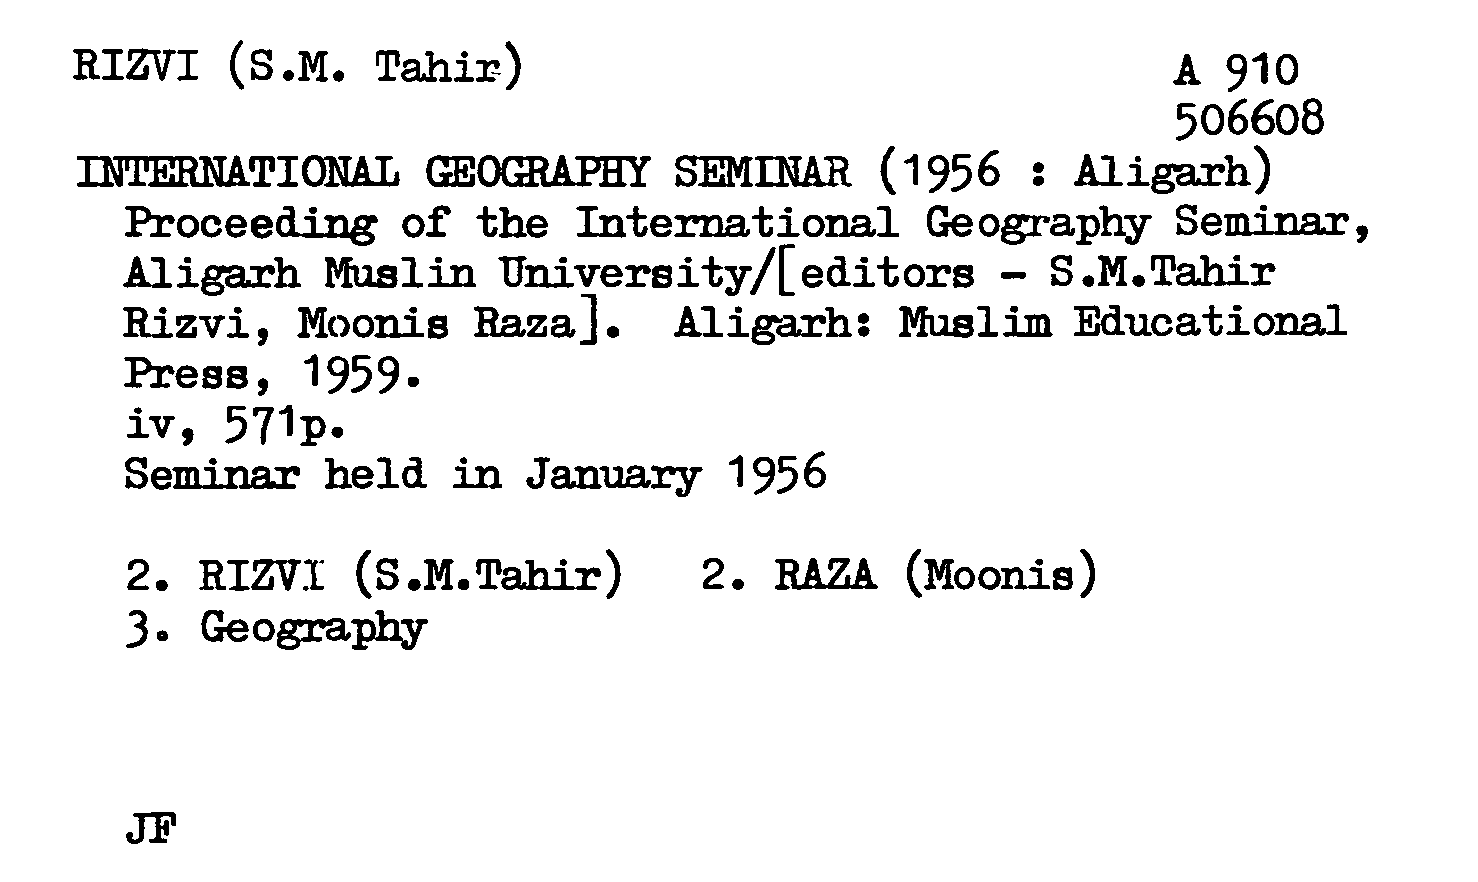 RIZVI (S.M. Tahir)
A 910
506608
INTERNATIONAL GEOGRAPHY SEMINAR (1956 : Aligarh)
Proceeding of the International Geography Seminar,
Aligarh Muslin University/[editors - S.M.Tahir
Rizvi, Moonis Raza]. Aligarh: Muslim Educational
Press, 1959.
iv, 571p.
Seminar held in January 1956
2. RIZVI (S.M.Tahir) 2. RAZA (Moonis)
3. Geography
JF